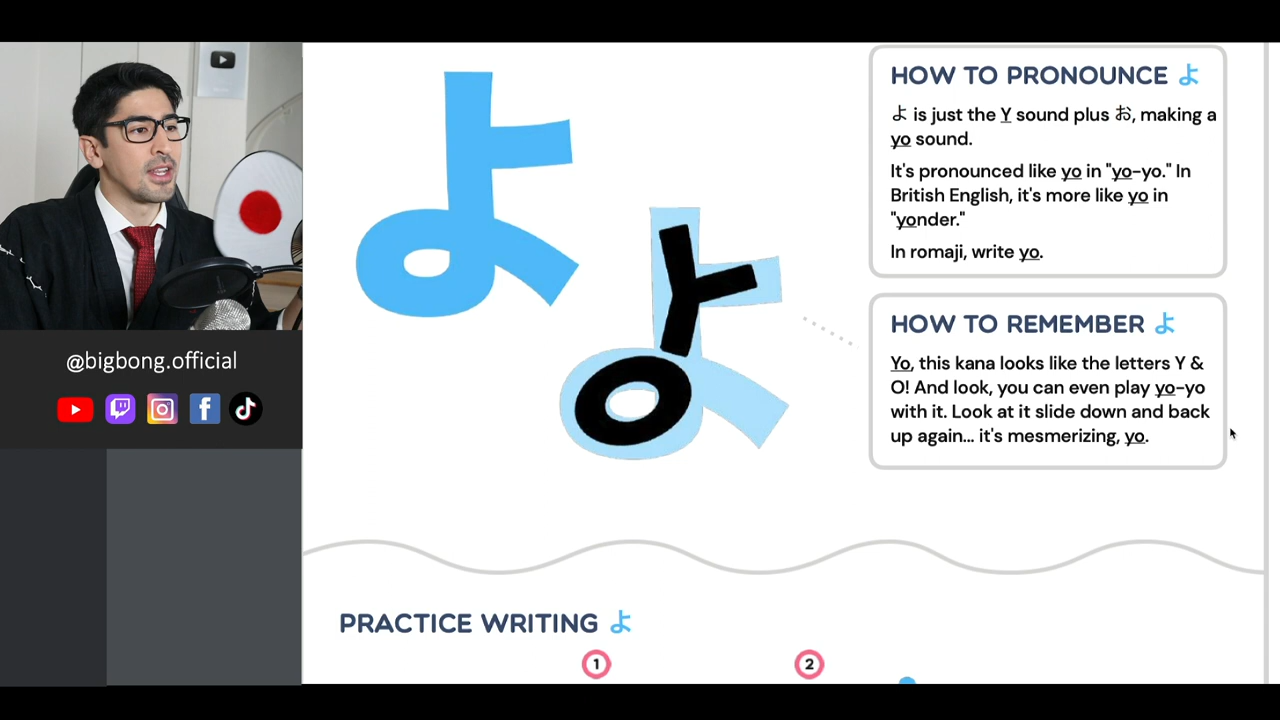 よ
よ
HOW TO PRONOUNCE よ
よ is just the Y sound plus お, making a
yo sound.
It's pronounced like yo in "yo-yo." In
British English, it's more like yo in
"yonder."
In romaji, write yo.
HOW TO REMEMBER よ
Yo, this kana looks like the letters Y &
O! And look, you can even play yo-yo
with it. Look at it slide down and back
up again... it's mesmerizing, yo.
@bigbong.official
PRACTICE WRITING よ
1
2